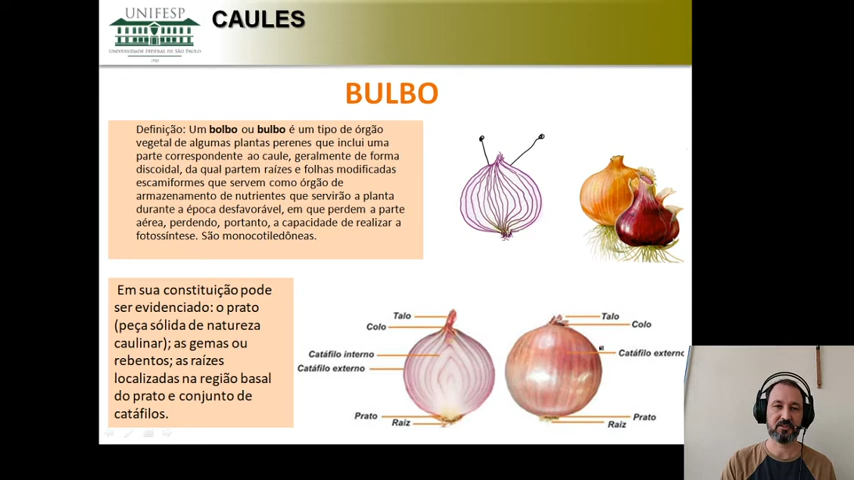 UNIFESP
UNIVERSIDADE FEDERAL DE SÃO PAULO
CAULES
BULBO
Definição: Um bolbo ou bulbo é um tipo de órgão
vegetal de algumas plantas perenes que inclui uma
parte correspondente ao caule, geralmente de forma
discoidal, da qual partem raízes e folhas modificadas
escamiformes que servem como órgão de
armazenamento de nutrientes que servirão a planta
durante a época desfavorável, em que perdem a parte
aérea, perdendo, portanto, a capacidade de realizar a
fotossíntese. São monocotiledôneas.
Em sua constituição pode
ser evidenciado: o prato
(peça sólida de natureza
caulinar); as gemas ou
rebentos; as raízes
localizadas na região basal
do prato e conjunto de
catáfilos.
Talo
Colo
Catáfilo interno
Catáfilo externo
Prato
Raiz
Talo
Colo
Catáfilo externo
Prato
Raiz